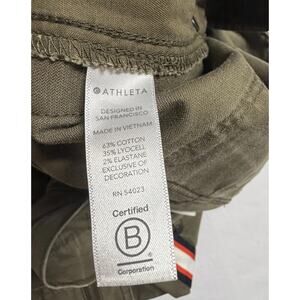 ATHLETA
DESIGNED IN
SAN FRANCISCO
MADE IN VIETNAM
63% COTTON
35% LYOCELL
2% ELASTANE
EXCLUSIVE OF
DECORATION
RN 54023
Certified
B
Corporation